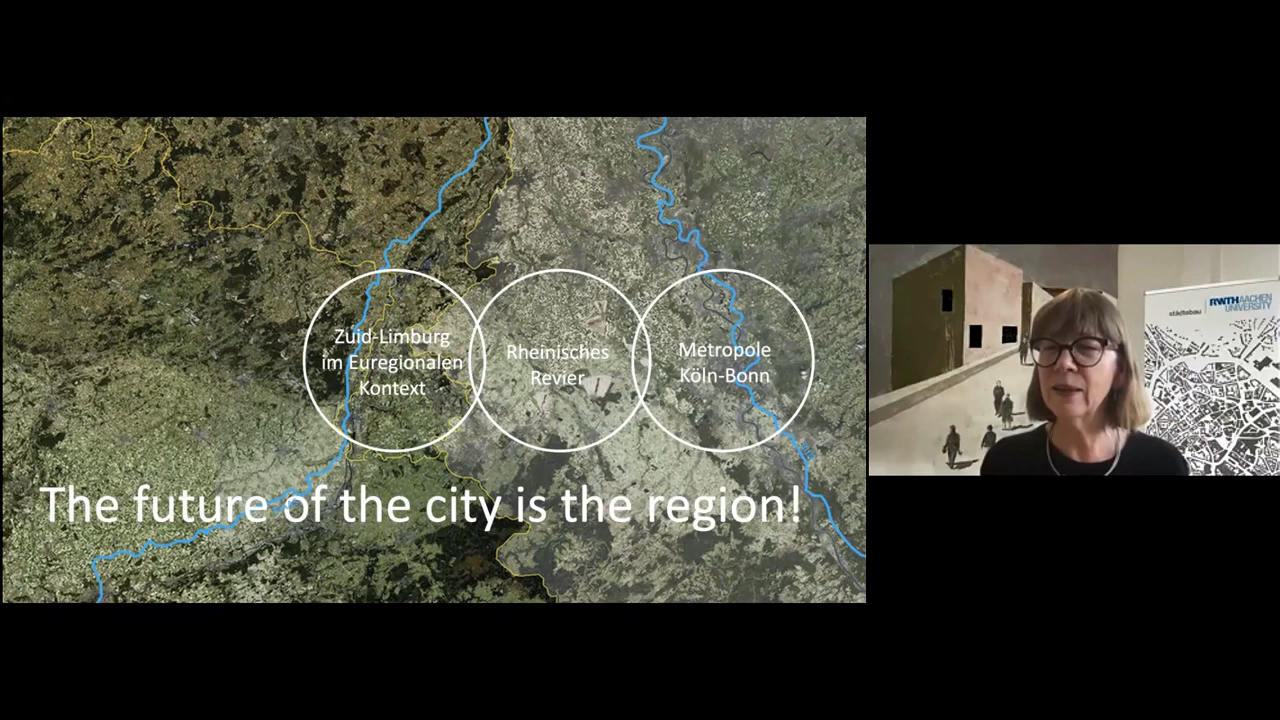 Zuid-Limburg
im Euregionalen
Kontext
Rheinisches
Revier
Metropole
Köln-Bonn
The future of the city is the region!
städtebau
RWTH AACHEN
UNIVERSITY